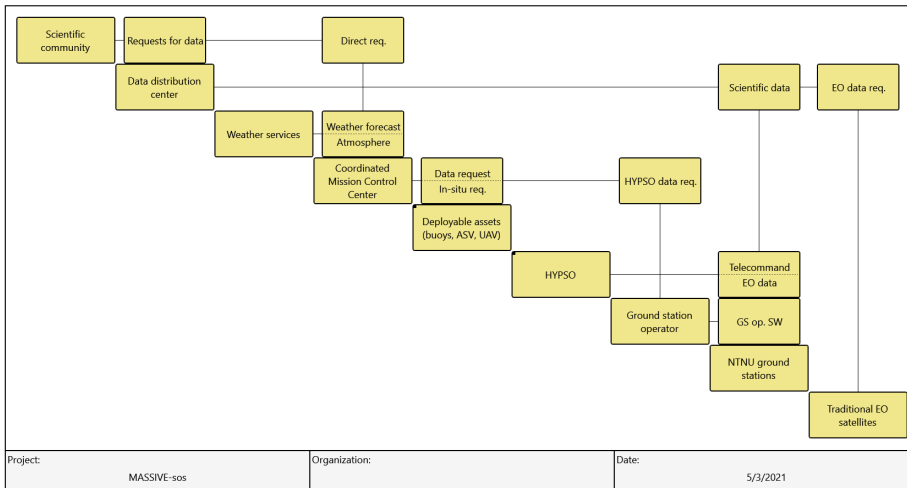 Scientific
community
Requests for data
Direct req.
Data distribution
center
Scientific data
EO data req.
Weather services
Weather forecast
Atmosphere
Coordinated
Mission Control
Center
Data request
In-situ req.
HYPSO data req.
Deployable assets
(buoys, ASV, UAV)
HYPSO
Telecommand
EO data
Ground station
operator
GS op. SW
NTNU ground
stations
Traditional EO
satellites
Project:
MASSIVE-sos
Organization:
Date:
5/3/2021